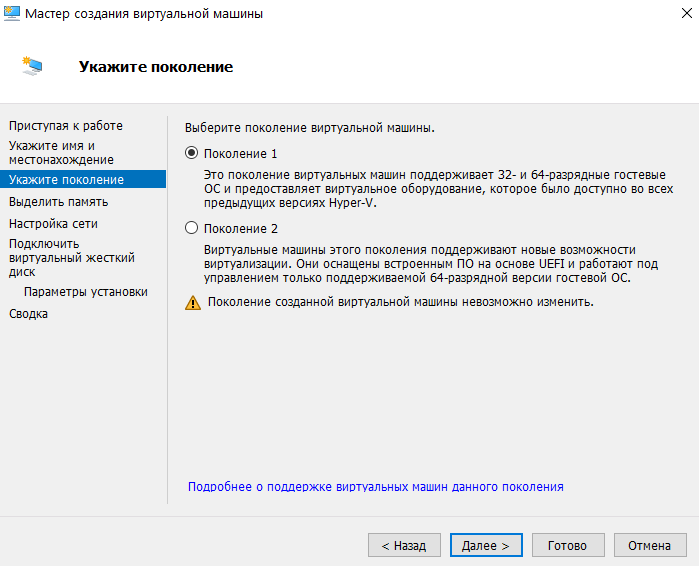 Мастер создания виртуальной машины
Укажите поколение
Приступая к работе
Укажите имя и
местонахождение
Укажите поколение
Выделить память
Настройка сети
Подключить
виртуальный жесткий
диск
Параметры установки
Сводка
Выберите поколение виртуальной машины.
Поколение 1
Это поколение виртуальных машин поддерживает 32- и 64-разрядные гостевые
ОС и предоставляет виртуальное оборудование, которое было доступно во всех
предыдущих версиях Hyper-V.
Поколение 2
Виртуальные машины этого поколения поддерживают новые возможности
виртуализации. Они оснащены встроенным ПО на основе UEFI и работают под
управлением только поддерживаемой 64-разрядной версии гостевой ОС.
Поколение созданной виртуальной машины невозможно изменить.
Подробнее о поддержке виртуальных машин данного поколения
< Назад
Далее >
Готово
Отмена